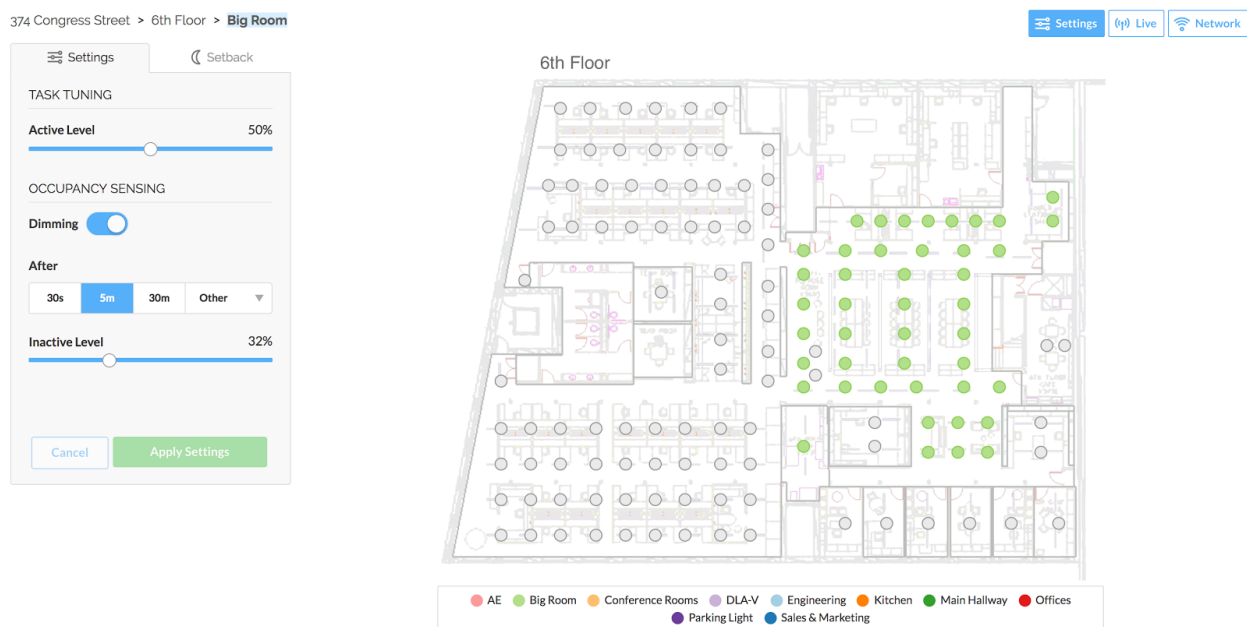 374 Congress Street > 6th Floor > Big Room
Settings
Live
Network
Settings
Setback
TASK TUNING
Active Level 50%
OCCUPANCY SENSING
Dimming
After
30s
5m
30m
Other
Inactive Level 32%
Cancel
Apply Settings
6th Floor
AE
Big Room
Conference Rooms
DLA-V
Engineering
Kitchen
Main Hallway
Offices
Parking Light
Sales & Marketing